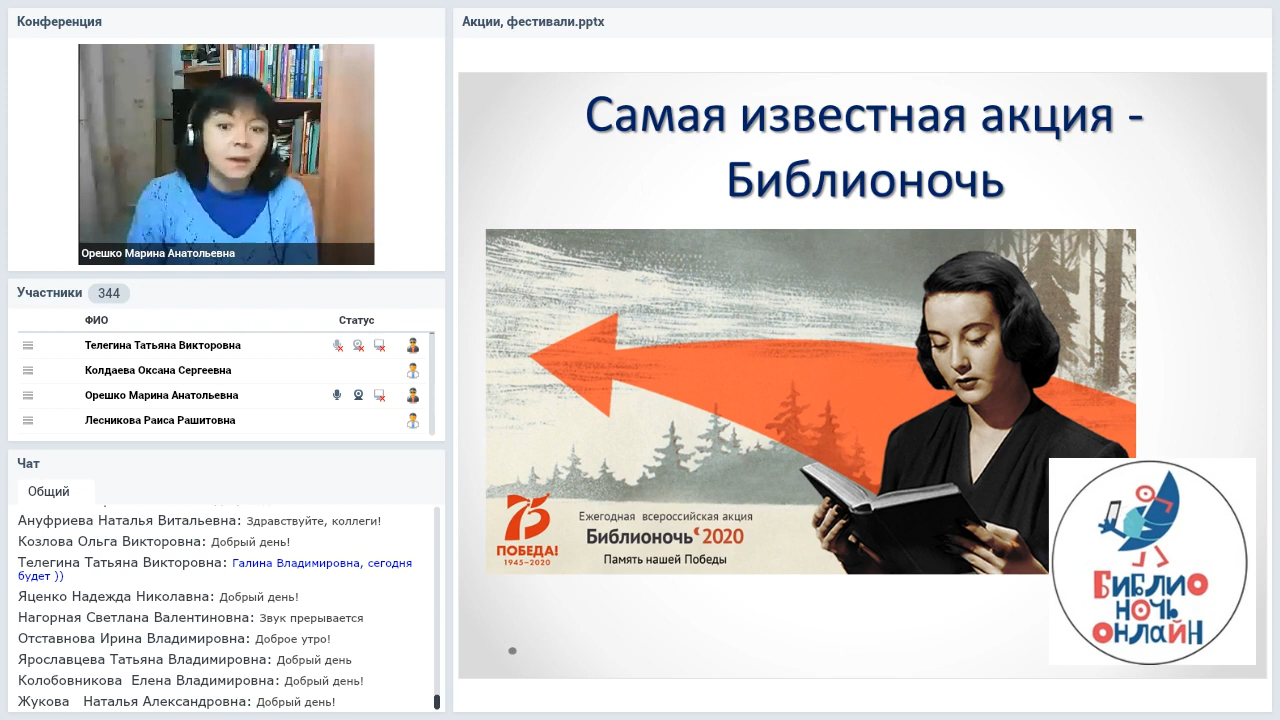 Конференция
Орешко Марина Анатольевна
Участники 344
ФИО Статус
Телегина Татьяна Викторовна
Колдаева Оксана Сергеевна
Орешко Марина Анатольевна
Лесникова Раиса Рашитовна
Чат
Общий
Ануфриева Наталья Витальевна: Здравствуйте, коллеги!
Козлова Ольга Викторовна: Добрый день!
Телегина Татьяна Викторовна: Галина Владимировна, сегодня
будет ))
Яценко Надежда Николаевна: Добрый день!
Нагорная Светлана Валентиновна: Звук прерывается
Отставнова Ирина Владимировна: Доброе утро!
Ярославцева Татьяна Владимировна: Добрый день
Колобовникова Елена Владимировна: Добрый день!
Жукова Наталья Александровна: Добрый день!
Акции, фестивали.pptx
Самая известная акция -
Библионочь
75
ПОБЕДА!
1945–2020
Ежегодная всероссийская акция
Библионочь 2020
Память нашей Победы
БИБЛИО
НОЧЬ
ОНЛАЙН